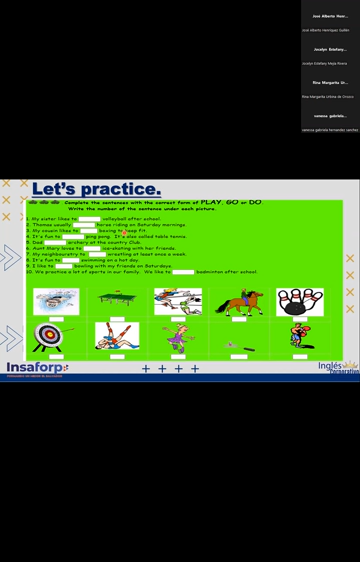 José Alberto Henr...
José Alberto Henríquez Guillén
Jocelyn Estefany...
Jocelyn Estefany Mejía Rivera
Rina Margarita Ur...
Rina Margarita Urbina de Orozco
vanessa gabriela...
vanessa gabriela hernandez sanchez
Let's practice.
Complete the sentences with the correct form of PLAY, GO or DO.
Write the number of the sentence under each picture.
1. My sister likes to volleyball after school.
2. Thomas usually horse riding on Saturday mornings.
3. My cousin likes to boxing to keep fit.
4. It's fun to ping pong. It's also called table tennis.
5. Dad archery at the country Club.
6. Aunt Mary loves to ice-skating with her friends.
7. My neighbours try to wrestling at least once a week.
8. It's fun to swimming on a hot day.
9. I like to bowling with my friends on Saturdays.
10. We practice a lot of sports in our family. We like to badminton after school.
Insaforp
Inglés